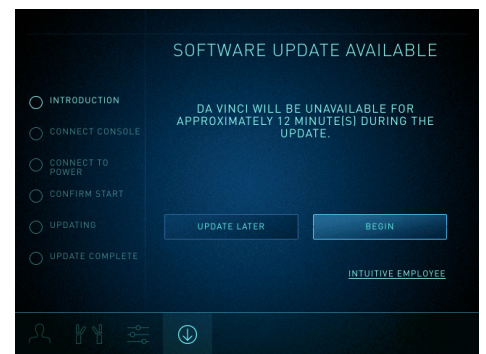 SOFTWARE UPDATE AVAILABLE
INTRODUCTION
CONNECT CONSOLE
CONNECT TO
POWER
CONFIRM START
UPDATING
UPDATE COMPLETE
DA VINCI WILL BE UNAVAILABLE FOR
APPROXIMATELY 12 MINUTE(S) DURING THE
UPDATE.
UPDATE LATER
BEGIN
INTUITIVE EMPLOYEE